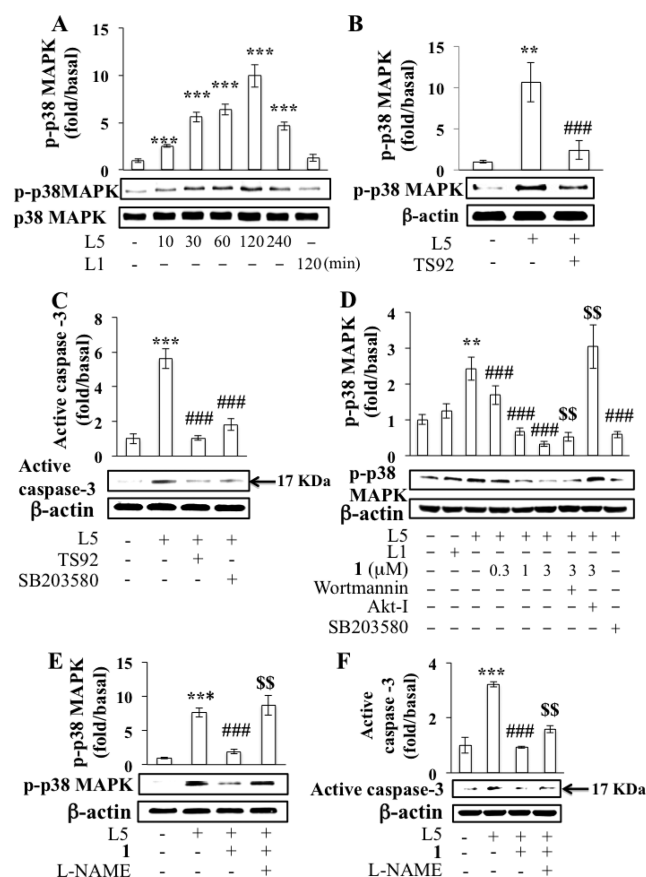 A
p-p38 MAPK
(fold/basal)
15
10
5
0
***
***
***
***
***
p-p38MAPK
p38 MAPK
L5 - 10 30 60 120 240 -
L1 - - - - - - 120(min)
B
p-p38 MAPK
(fold/basal)
15
10
5
0
**
###
p-p38 MAPK
β-actin
L5 - + +
TS92 - - +
C
Active caspase -3
(fold/basal)
8
6
4
2
0
***
###
###
Active
caspase-3
17 KDa
β-actin
L5 - + + +
TS92 - - + -
SB203580 - - - +
D
p-p38 MAPK
(fold/basal)
4
3
2
1
0
**
###
###
###
$$
$$
###
p-p38
MAPK
β-actin
L5 - - + + + + + + +
L1 - + - - - - - - -
1 (μM) - - - 0.3 1 3 3 3 -
Wortmannin - - - - - - + - -
Akt-I - - - - - - - + -
SB203580 - - - - - - - - +
E
p-p38 MAPK
(fold/basal)
15
10
5
0
***
###
$$
p-p38 MAPK
β-actin
L5 - + + +
1 - - + +
L-NAME - - - +
F
Active
caspase -3
(fold/basal)
4
2
0
***
###
$$
Active caspase-3
17 KDa
β-actin
L5 - + + +
1 - - + +
L-NAME - - - +